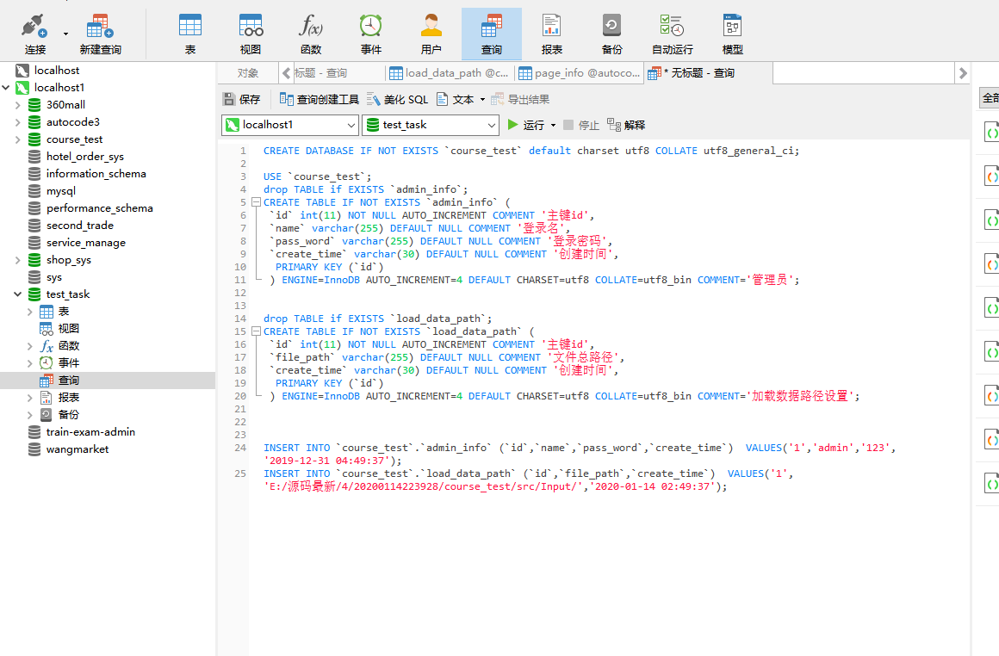 连接
新建查询
表
视图
f(x)
函数
事件
用户
查询
报表
备份
自动运行
模型
localhost
localhost1
360mall
autocode3
course_test
hotel_order_sys
information_schema
mysql
performance_schema
second_trade
service_manage
shop_sys
sys
test_task
表
视图
fx 函数
事件
查询
报表
备份
train-exam-admin
wangmarket
对象
标题 - 查询
load_data_path @c...
page_info @autoco...
* 无标题 - 查询
保存
查询创建工具
美化 SQL
文本
导出结果
localhost1
test_task
运行
停止
解释
全部
1 CREATE DATABASE IF NOT EXISTS `course_test` default charset utf8 COLLATE utf8_general_ci;
2
3 USE `course_test`;
4 drop TABLE if EXISTS `admin_info`;
5 CREATE TABLE IF NOT EXISTS `admin_info` (
6 `id` int(11) NOT NULL AUTO_INCREMENT COMMENT '主键id',
7 `name` varchar(255) DEFAULT NULL COMMENT '登录名',
8 `pass_word` varchar(255) DEFAULT NULL COMMENT '登录密码',
9 `create_time` varchar(30) DEFAULT NULL COMMENT '创建时间',
10 PRIMARY KEY (`id`)
11 ) ENGINE=InnoDB AUTO_INCREMENT=4 DEFAULT CHARSET=utf8 COLLATE=utf8_bin COMMENT='管理员';
12
13
14 drop TABLE if EXISTS `load_data_path`;
15 CREATE TABLE IF NOT EXISTS `load_data_path` (
16 `id` int(11) NOT NULL AUTO_INCREMENT COMMENT '主键id',
17 `file_path` varchar(255) DEFAULT NULL COMMENT '文件总路径',
18 `create_time` varchar(30) DEFAULT NULL COMMENT '创建时间',
19 PRIMARY KEY (`id`)
20 ) ENGINE=InnoDB AUTO_INCREMENT=4 DEFAULT CHARSET=utf8 COLLATE=utf8_bin COMMENT='加载数据路径设置';
21
22
23
24 INSERT INTO `course_test`.`admin_info` (`id`,`name`,`pass_word`,`create_time`) VALUES('1','admin','123',
'2019-12-31 04:49:37');
25 INSERT INTO `course_test`.`load_data_path` (`id`,`file_path`,`create_time`) VALUES('1',
'E:/源码最新/4/20200114223928/course_test/src/Input/','2020-01-14 02:49:37');